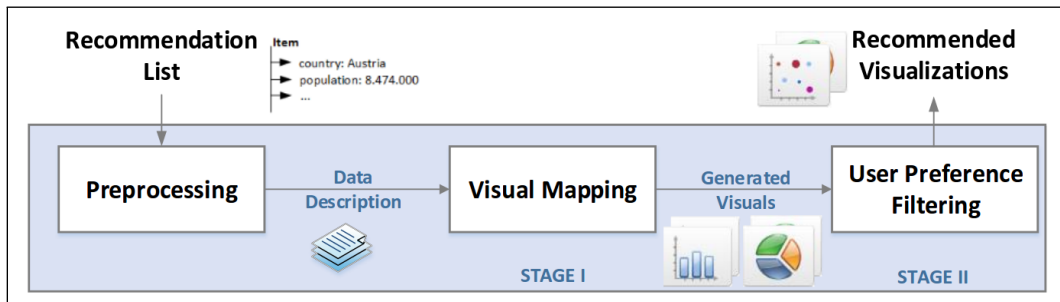 Recommendation
List
Item
country: Austria
population: 8.474.000
...
Recommended
Visualizations
Preprocessing
Data
Description
Visual Mapping
Generated
Visuals
User Preference
Filtering
STAGE I
STAGE II